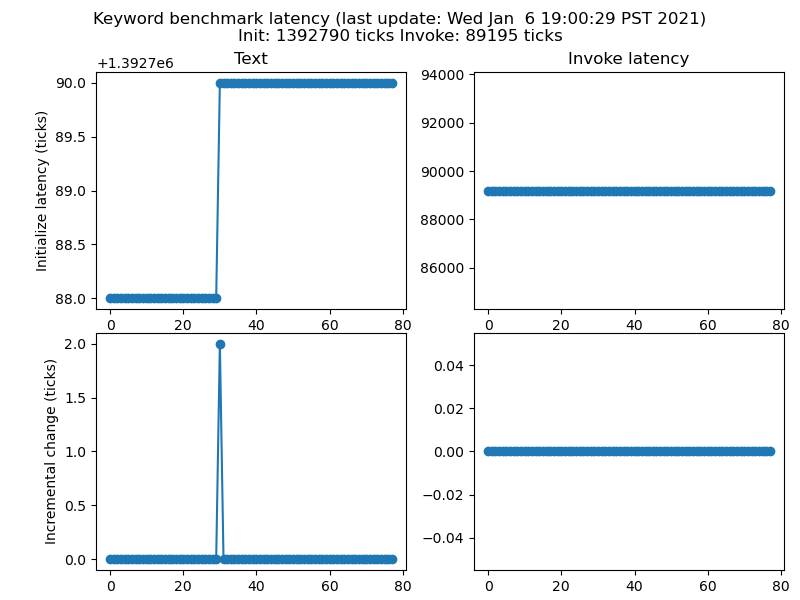 Keyword benchmark latency (last update: Wed Jan  6 19:00:29 PST 2021)
Init: 1392790 ticks Invoke: 89195 ticks
Text
+1.3927e6
Initialize latency (ticks)
90.0
89.5
89.0
88.5
88.0
0 20 40 60 80
Invoke latency
94000
92000
90000
88000
86000
0 20 40 60 80
Incremental change (ticks)
2.0
1.5
1.0
0.5
0.0
0 20 40 60 80
0.04
0.02
0.00
−0.02
−0.04
0 20 40 60 80